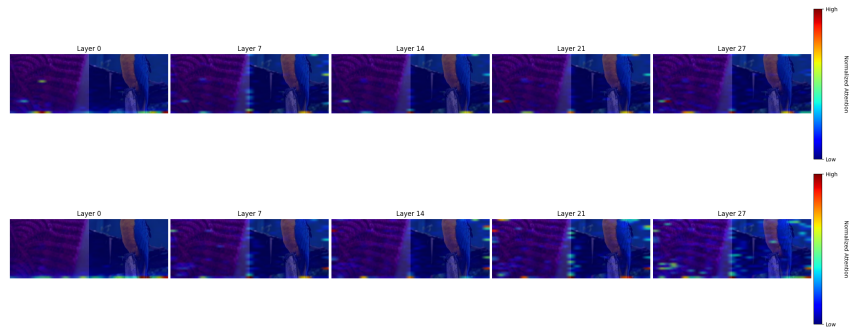 High
Layer 0
Layer 7
Layer 14
Layer 21
Layer 27
Normalized Attention
Low
High
Layer 0
Layer 7
Layer 14
Layer 21
Layer 27
Normalized Attention
Low